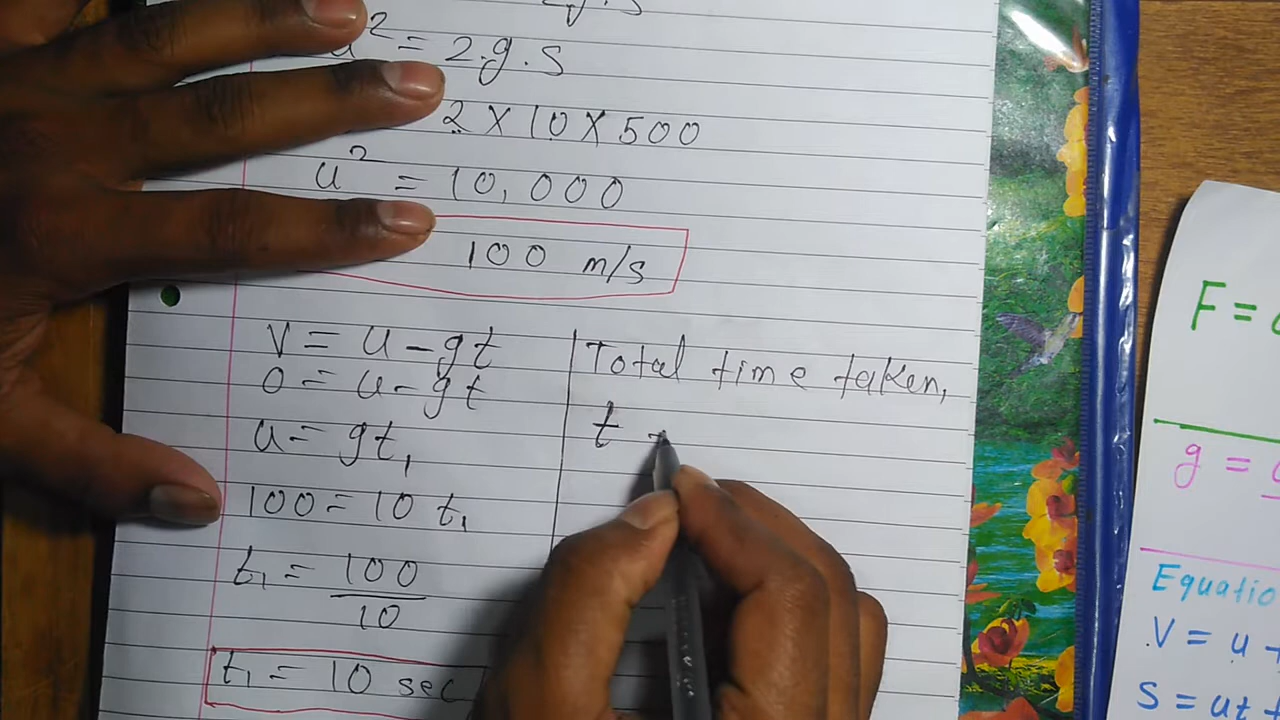 u² = 2.g.s
2 X 10 X 500
u² = 10,000
100 m/s
V = u - gt
0 = u - gt
u = gt₁
100 = 10 t₁
t₁ = 100/10
t₁ = 10 sec
Total time taken,
t -
F =
g =
Equatio
V = u +
S = ut +